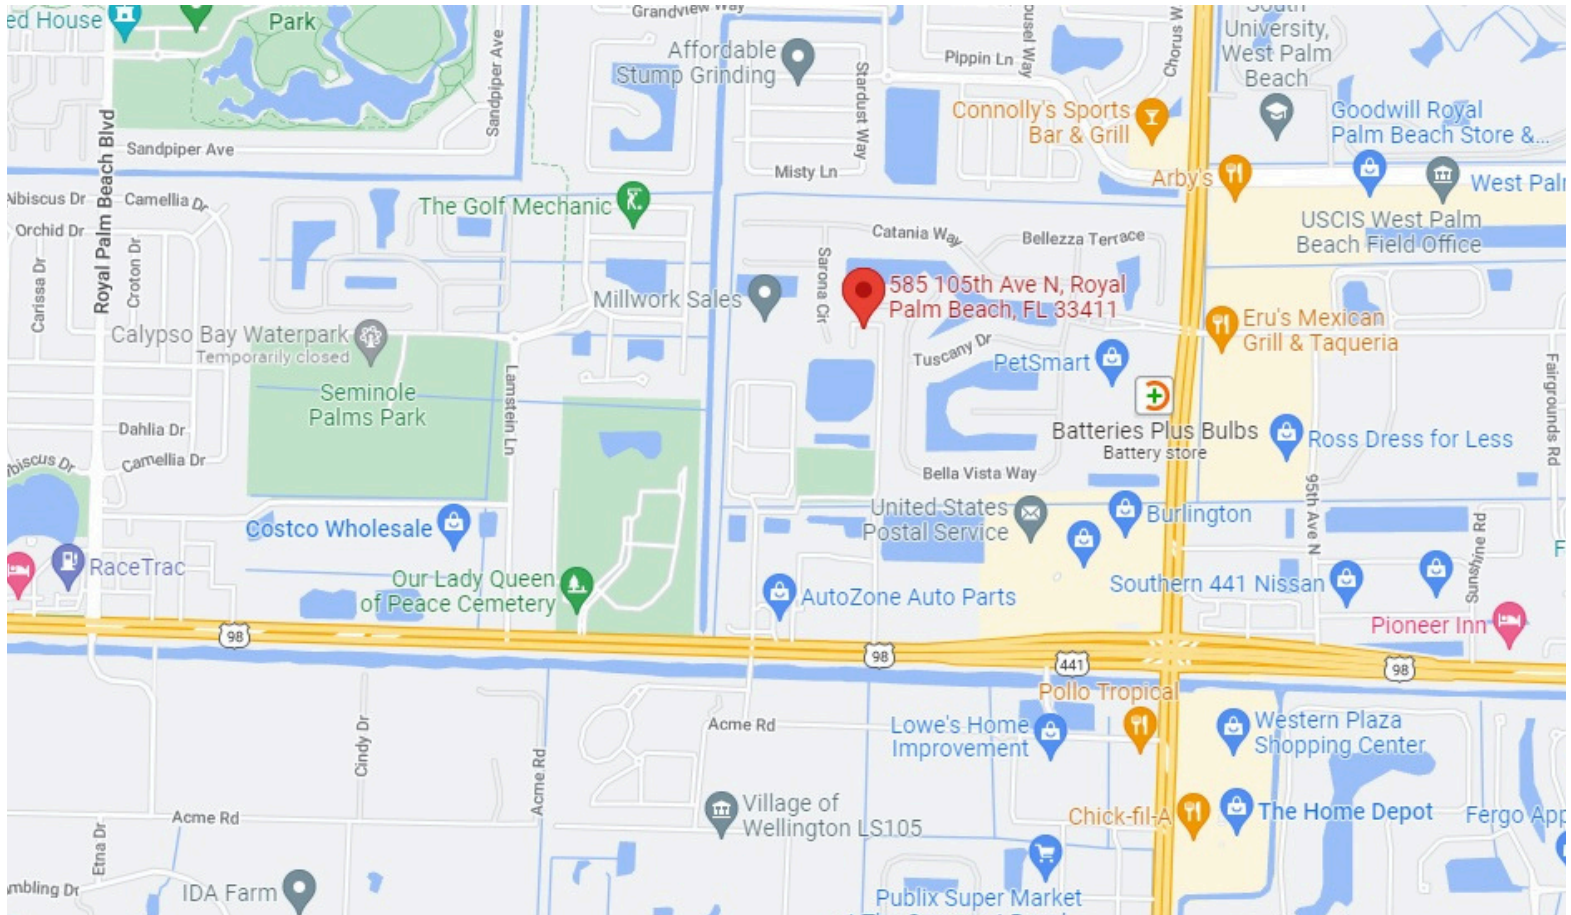 ed House
Park
Grandview Way
South
University,
West Palm
Beach
Affordable
Stump Grinding
Pippin Ln
Chorus W
Sandpiper Ave
Stardust Way
Connolly's Sports
Bar & Grill
Goodwill Royal
Palm Beach Store &...
Royal Palm Beach Blvd
Sandpiper Ave
Misty Ln
Arby's
West Palm
Camellia Dr
The Golf Mechanic
USCIS West Palm
Beach Field Office
Orchid Dr
Catania Way
Bellezza Terrace
Carissa Dr
Croton Dr
Sarona Cir
Millwork Sales
585 105th Ave N, Royal
Palm Beach, FL 33411
Eru's Mexican
Grill & Taqueria
Calypso Bay Waterpark
Temporarily closed
Tuscany Dr
PetSmart
Seminole
Palms Park
Lamstein Ln
Fairgrounds Rd
Dahlia Dr
Batteries Plus Bulbs
Battery store
Ross Dress for Less
Camellia Dr
Bella Vista Way
95th Ave N
United States
Postal Service
Burlington
Costco Wholesale
Sunshine Rd
RaceTrac
Our Lady Queen
of Peace Cemetery
AutoZone Auto Parts
Southern 441 Nissan
Pioneer Inn
98
98
441
98
Pollo Tropical
Cindy Dr
Acme Rd
Acme Rd
Lowe's Home
Improvement
Western Plaza
Shopping Center
Acme Rd
Etna Dr
Village of
Wellington LS105
Chick-fil-A
The Home Depot
Fergo App
mbling Dr
IDA Farm
Publix Super Market